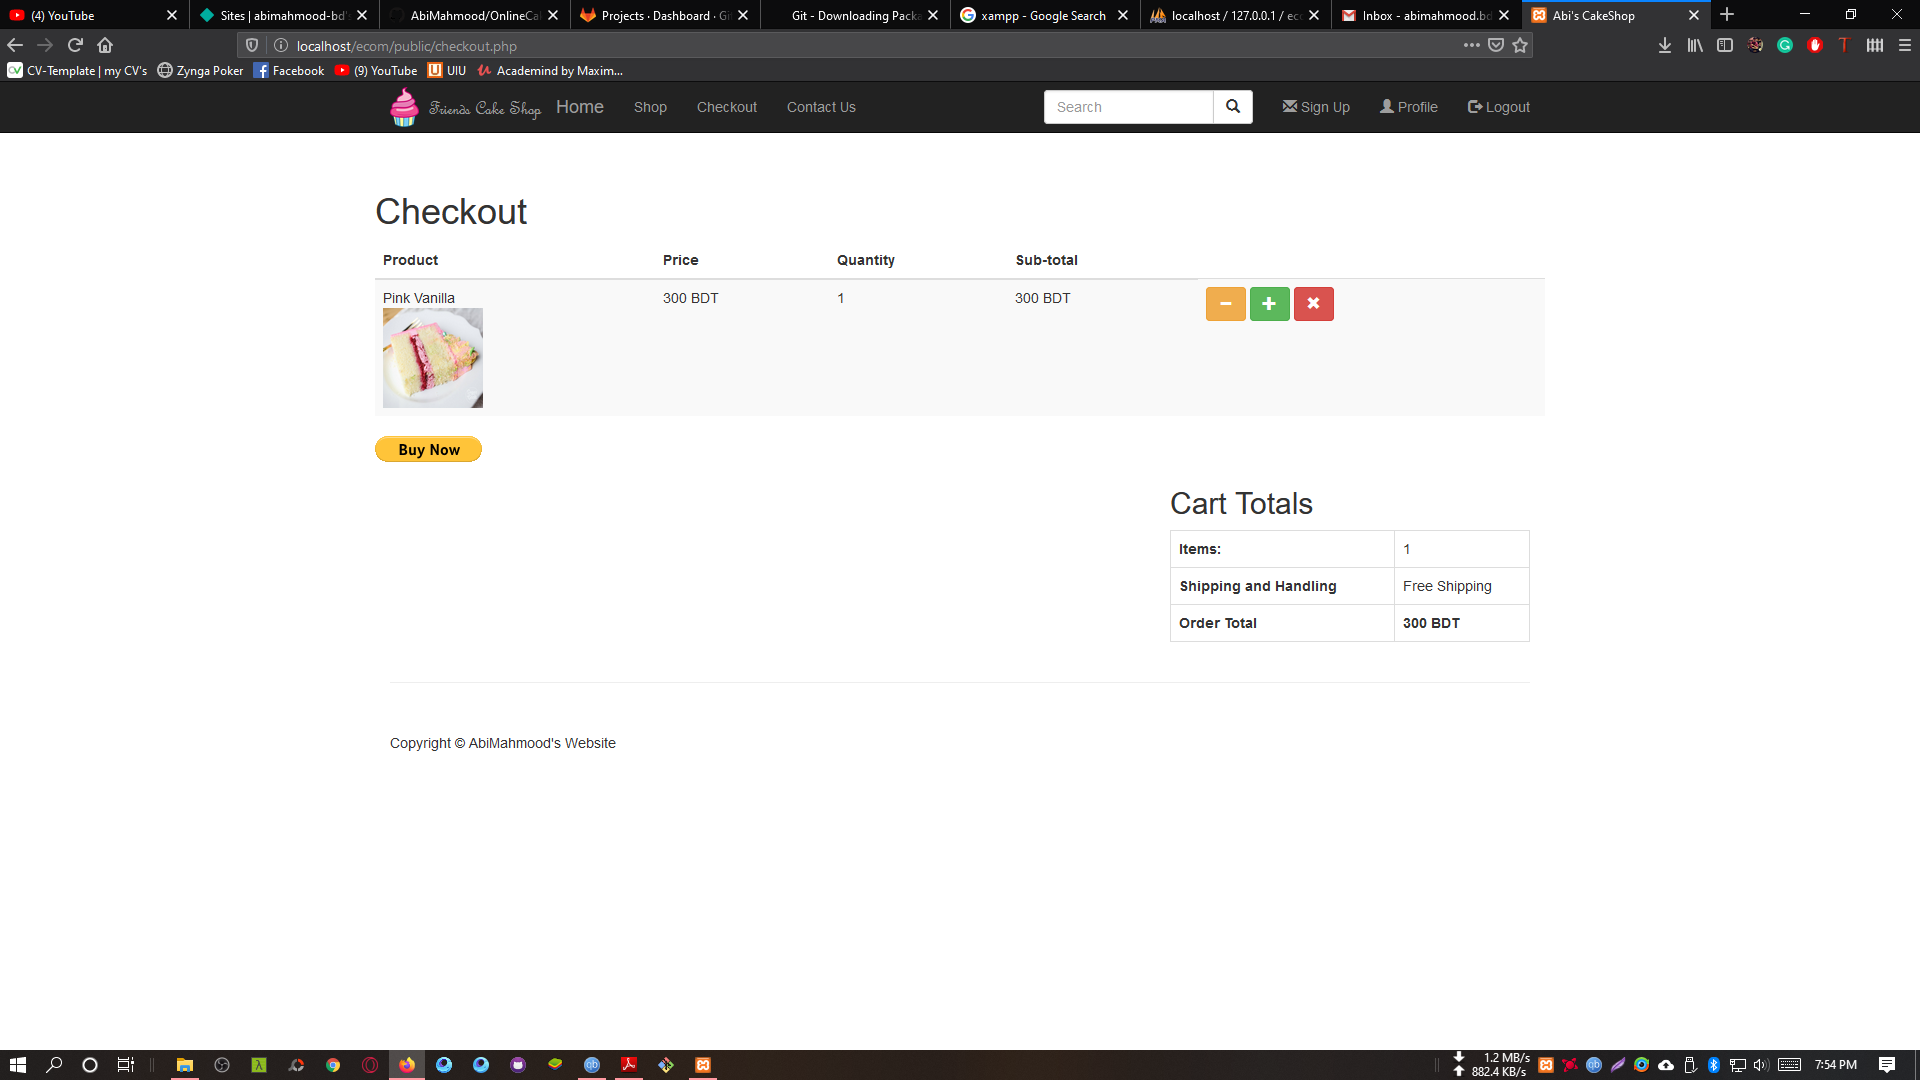 (4) YouTube
Sites | abimahmood-bd's
AbiMahmood/OnlineCak
Projects · Dashboard · Git
Git - Downloading Packa
xampp - Google Search
localhost / 127.0.0.1 / eco
Inbox - abimahmood.bd
Abi's CakeShop
localhost/ecom/public/checkout.php
CV-Template | my CV's
Zynga Poker
Facebook
(9) YouTube
UIU
Academind by Maxim...
Friends Cake Shop
Home
Shop
Checkout
Contact Us
Search
Sign Up
Profile
Logout
Checkout
Product Price Quantity Sub-total
Pink Vanilla 300 BDT 1 300 BDT
Buy Now
Cart Totals
Items: 1
Shipping and Handling Free Shipping
Order Total 300 BDT
Copyright © AbiMahmood's Website
1.2 MB/s
882.4 KB/s
7:54 PM